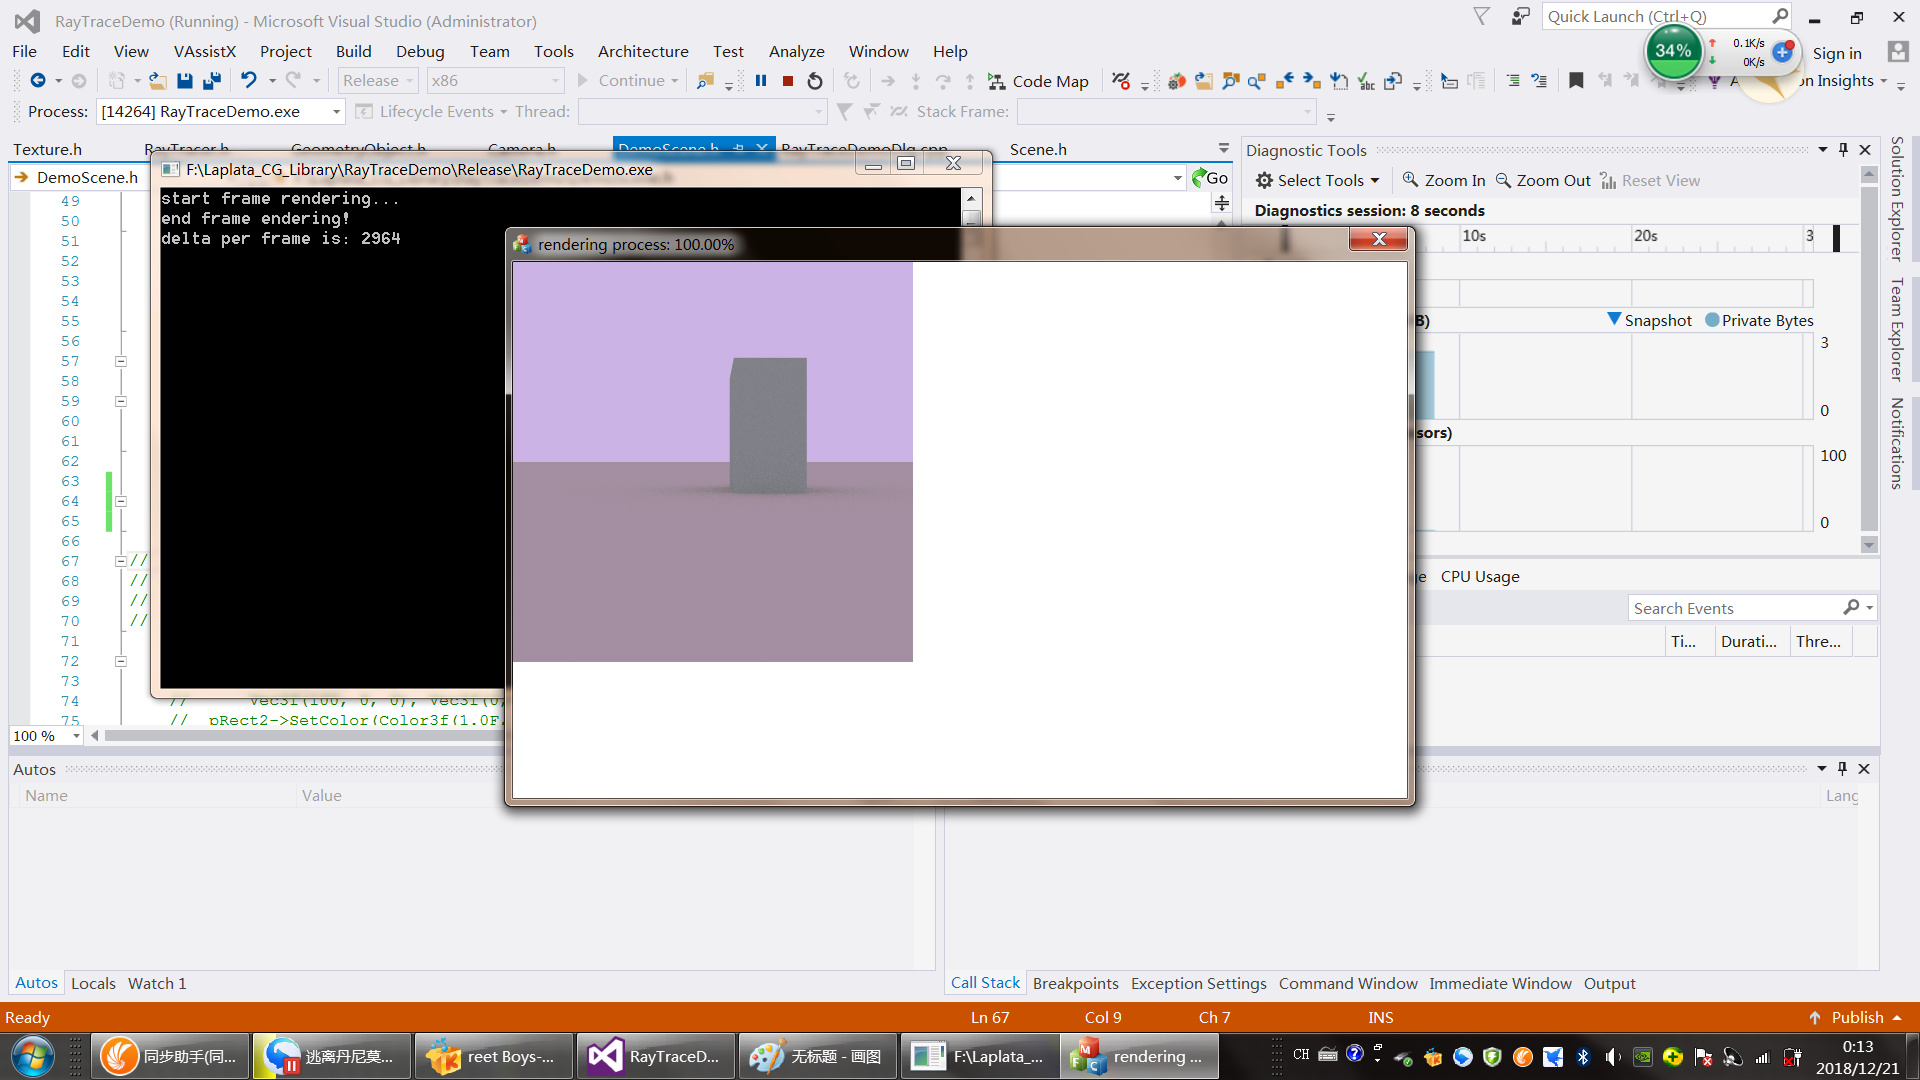 RayTraceDemo (Running) - Microsoft Visual Studio (Administrator)
Quick Launch (Ctrl+Q)
34%
0.1K/s
0K/s
File Edit View VAssistX Project Build Debug Team Tools Architecture Test Analyze Window Help
Sign in
Release x86 Continue Code Map
on Insights
Process: [14264] RayTraceDemo.exe Lifecycle Events Thread: Stack Frame:
Texture.h RayTracer.h GeometryObject.h Camera.h DemoScene.h RayTraceDemoDlg.cpp Scene.h
DemoScene.h
Go
F:\Laplata_CG_Library\RayTraceDemo\Release\RayTraceDemo.exe
start frame rendering...
end frame endering!
delta per frame is: 2964
rendering process: 100.00%
49
50
51
52
53
54
55
56
57
58
59
60
61
62
63
64
65
66
67 //
68 //
69 //
70 //
71
72
73
74 // Vec3f(100, 0, 0), Vec3f(0,
75 // pRect2->SetColor(Color3f(1.0F,
100 %
Diagnostic Tools
Select Tools Zoom In Zoom Out Reset View
Diagnostics session: 8 seconds
10s 20s 3
B) Snapshot Private Bytes
3
0
sors)
100
0
e CPU Usage
Search Events
Ti... Durati... Thre...
Solution Explorer
Team Explorer
Notifications
Autos
Name Value
Lang
Autos Locals Watch 1
Call Stack Breakpoints Exception Settings Command Window Immediate Window Output
Ready Ln 67 Col 9 Ch 7 INS Publish
同步助手(同...
逃离丹尼莫...
reet Boys-...
RayTraceD...
无标题 - 画图
F:\Laplata_...
rendering ...
CH
0:13
2018/12/21